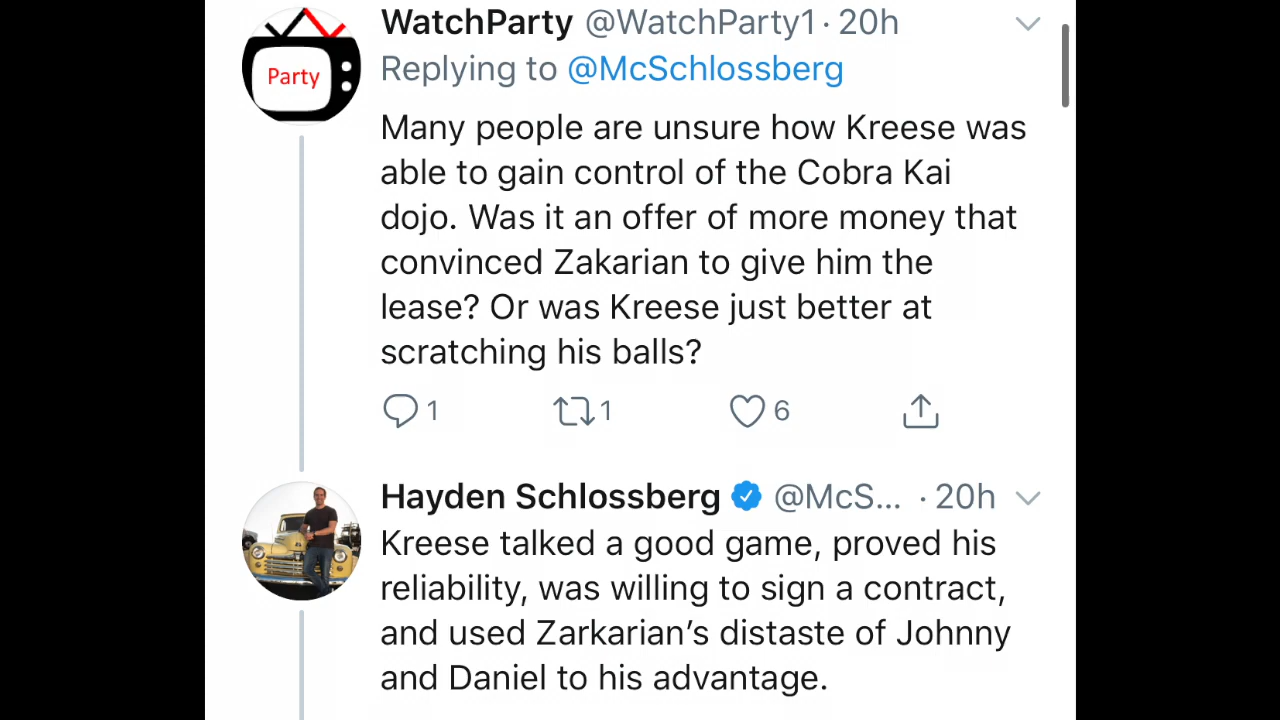 Party
WatchParty @WatchParty1 · 20h
Replying to @McSchlossberg
Many people are unsure how Kreese was
able to gain control of the Cobra Kai
dojo. Was it an offer of more money that
convinced Zakarian to give him the
lease? Or was Kreese just better at
scratching his balls?
1 1 6
Hayden Schlossberg @McS... · 20h
Kreese talked a good game, proved his
reliability, was willing to sign a contract,
and used Zarkarian’s distaste of Johnny
and Daniel to his advantage.